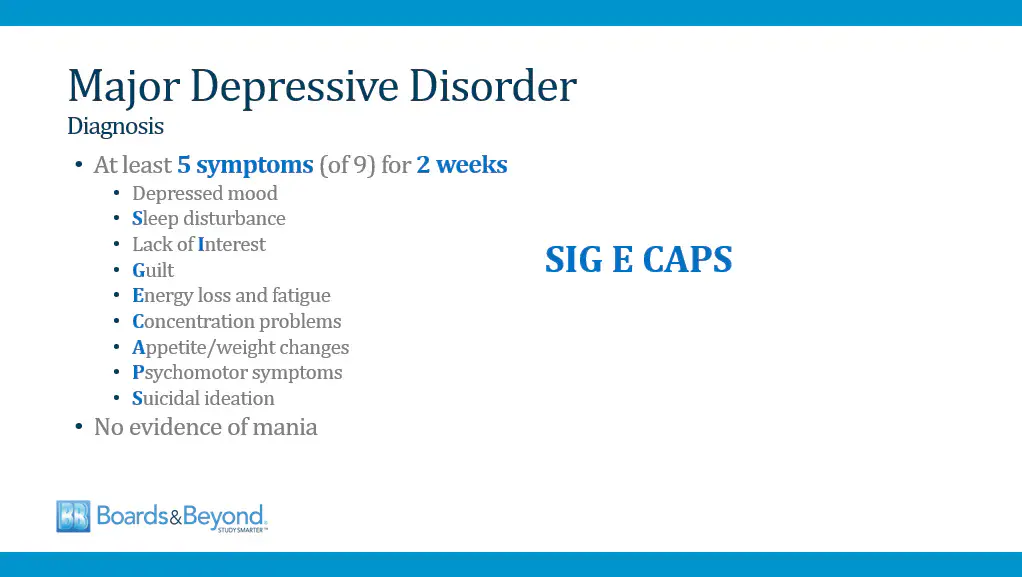 Major Depressive Disorder
Diagnosis
• At least 5 symptoms (of 9) for 2 weeks
• Depressed mood
• Sleep disturbance
• Lack of Interest
• Guilt
• Energy loss and fatigue
• Concentration problems
• Appetite/weight changes
• Psychomotor symptoms
• Suicidal ideation
• No evidence of mania
SIG E CAPS
BB Boards&Beyond.
STUDY SMARTER™